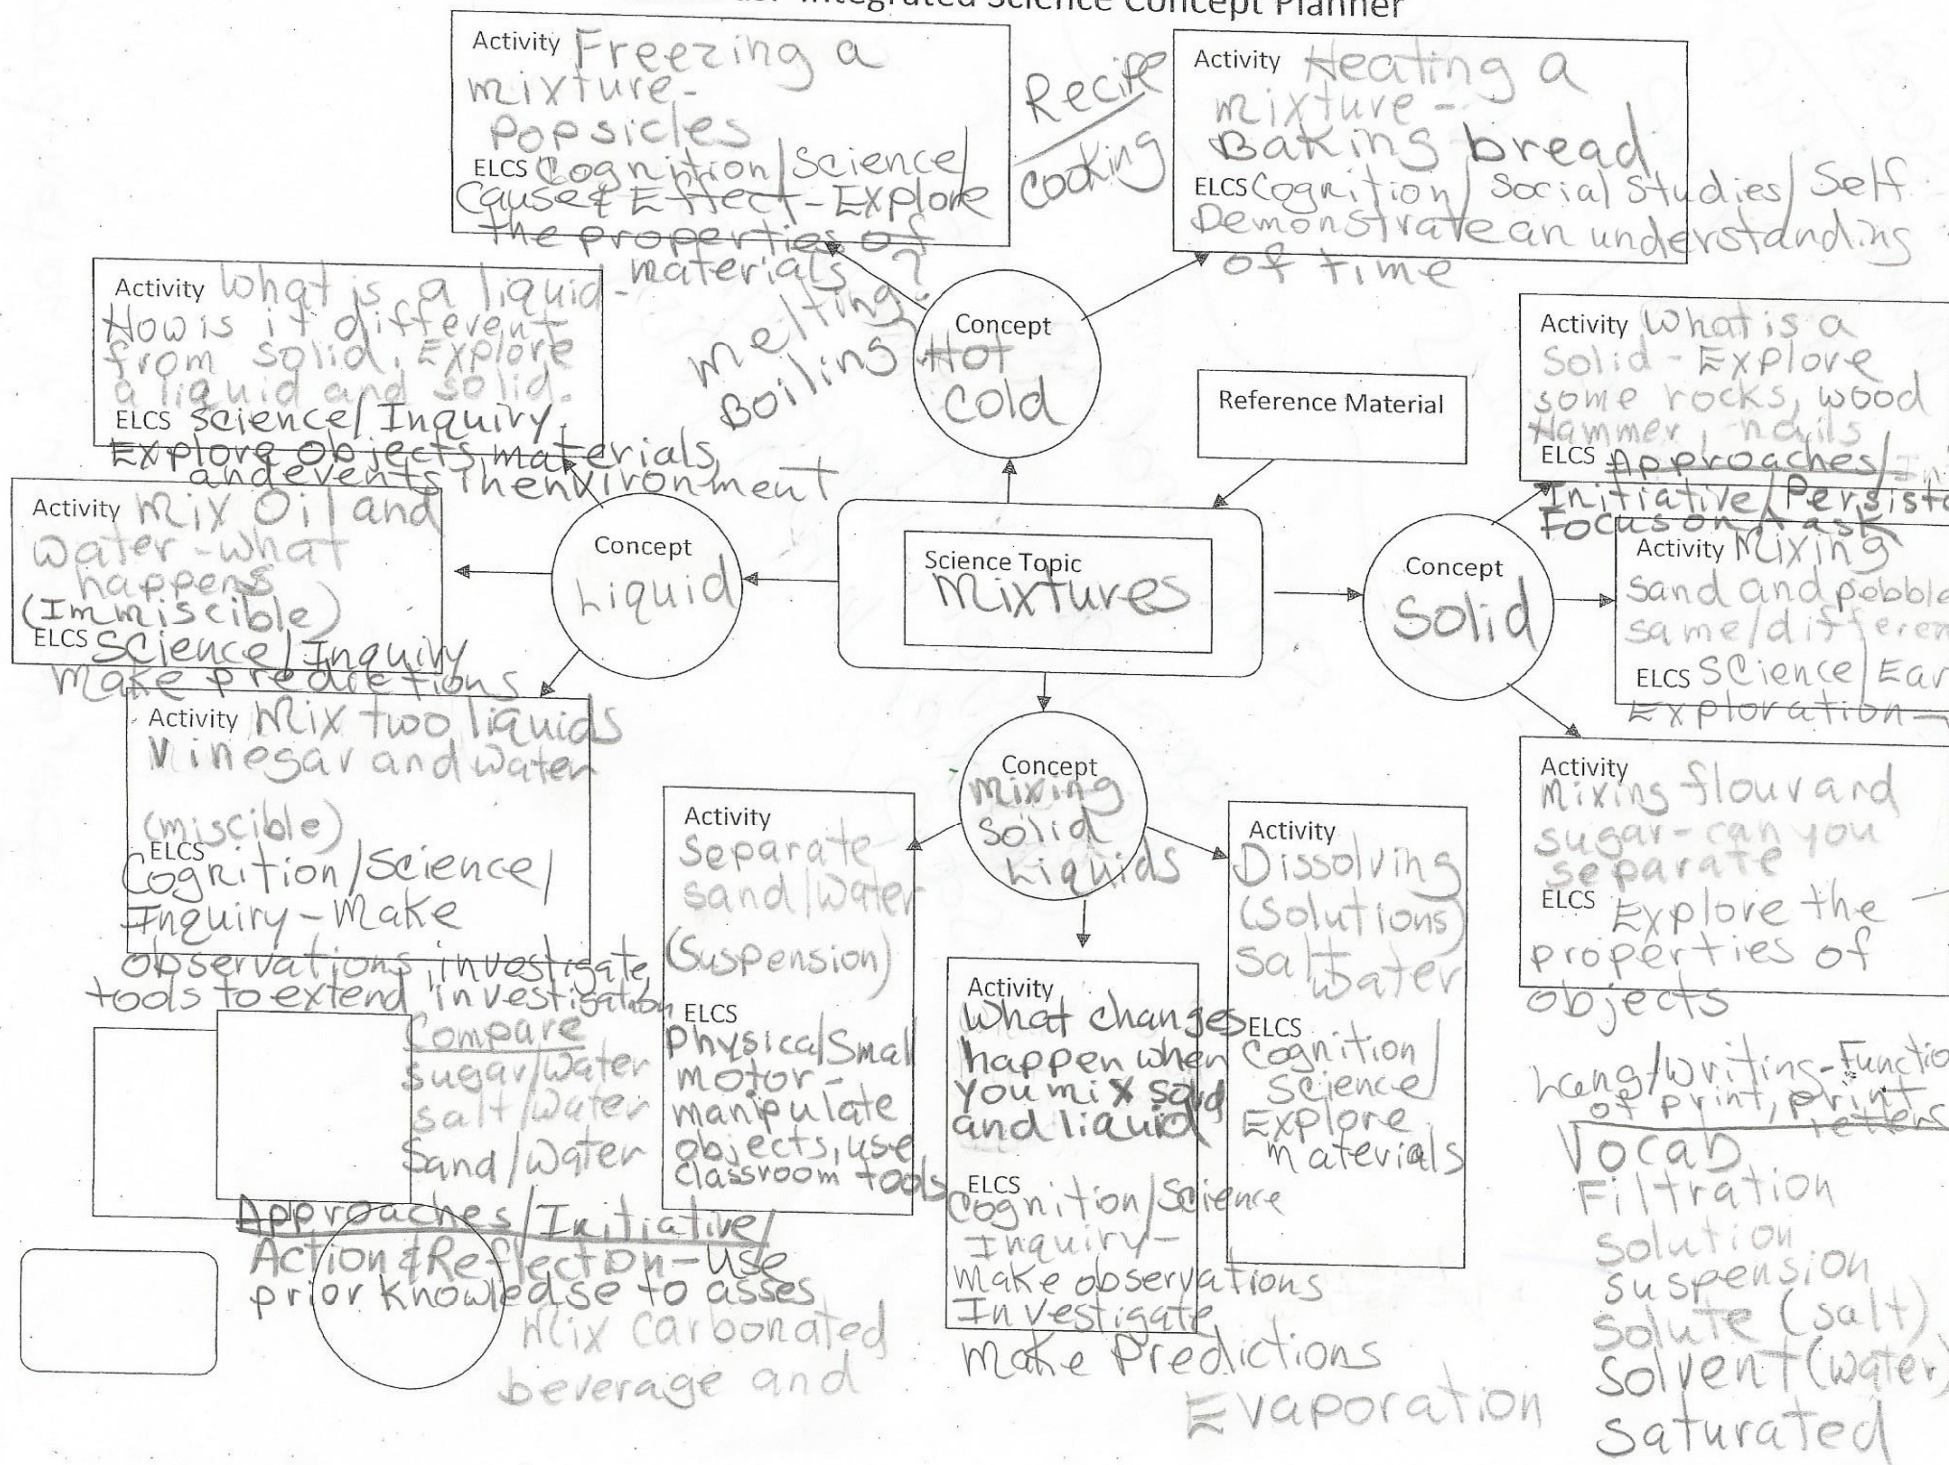 Integrated Science Concept Planner
Activity Freezing a
mixture-
popsicles
ELCS Cognition/Science/
Cause & Effect-Explore
the properties of
materials
Recipe
cooking
Activity Heating a
mixture-
Baking bread
ELCS Cognition/Social Studies/Self
Demonstrate an understanding
of time
Activity What is a liquid-
How is it different
from solid. Explore
a liquid and solid.
ELCS Science/Inquiry
Explore objects, materials,
and events in environment
melting?
Boiling
Concept
Hot
Cold
Reference Material
Activity What is a
Solid-Explore
some rocks, wood
Hammer, nails
ELCS Approaches/
Initiative/
Focus on task
Activity Mix Oil and
water-what
happens
(Immiscible)
ELCS Science/Inquiry
make predictions
Concept
Liquid
Science Topic
Mixtures
Concept
Solid
Activity Mixing
sand and
same/
ELCS Science/
Exploration-
Activity Mix two liquids
Vinegar and water
(miscible)
ELCS
Cognition/Science/
Inquiry-Make
observations, investigate,
tools to extend investigation
Concept
mixing
Solid
Liquids
Activity
Mixing flour and
sugar-can you
separate
ELCS Explore the
properties of
objects
Activity
Separate
sand/water
(Suspension)
ELCS
Physical/Small
motor-
manipulate
objects, use
classroom tools
Activity
What changes
happen when
you mix solid
and liquid
ELCS
Cognition/Science
Inquiry-
make observations
Investigate
Make Predictions
Activity
Dissolving
(solutions)
Salt
water
ELCS
Cognition/
Science/
Explore
materials
Compare
sugar/water
salt/water
Sand/water
Approaches/Initiative/
Action & Reflection-use
prior knowledge to asses
Mix carbonated
beverage and
Evaporation
Lang/Writing-
of print, print
letters
Vocab
Filtration
Solution
suspension
Solute (salt)
Solvent (water)
Saturated